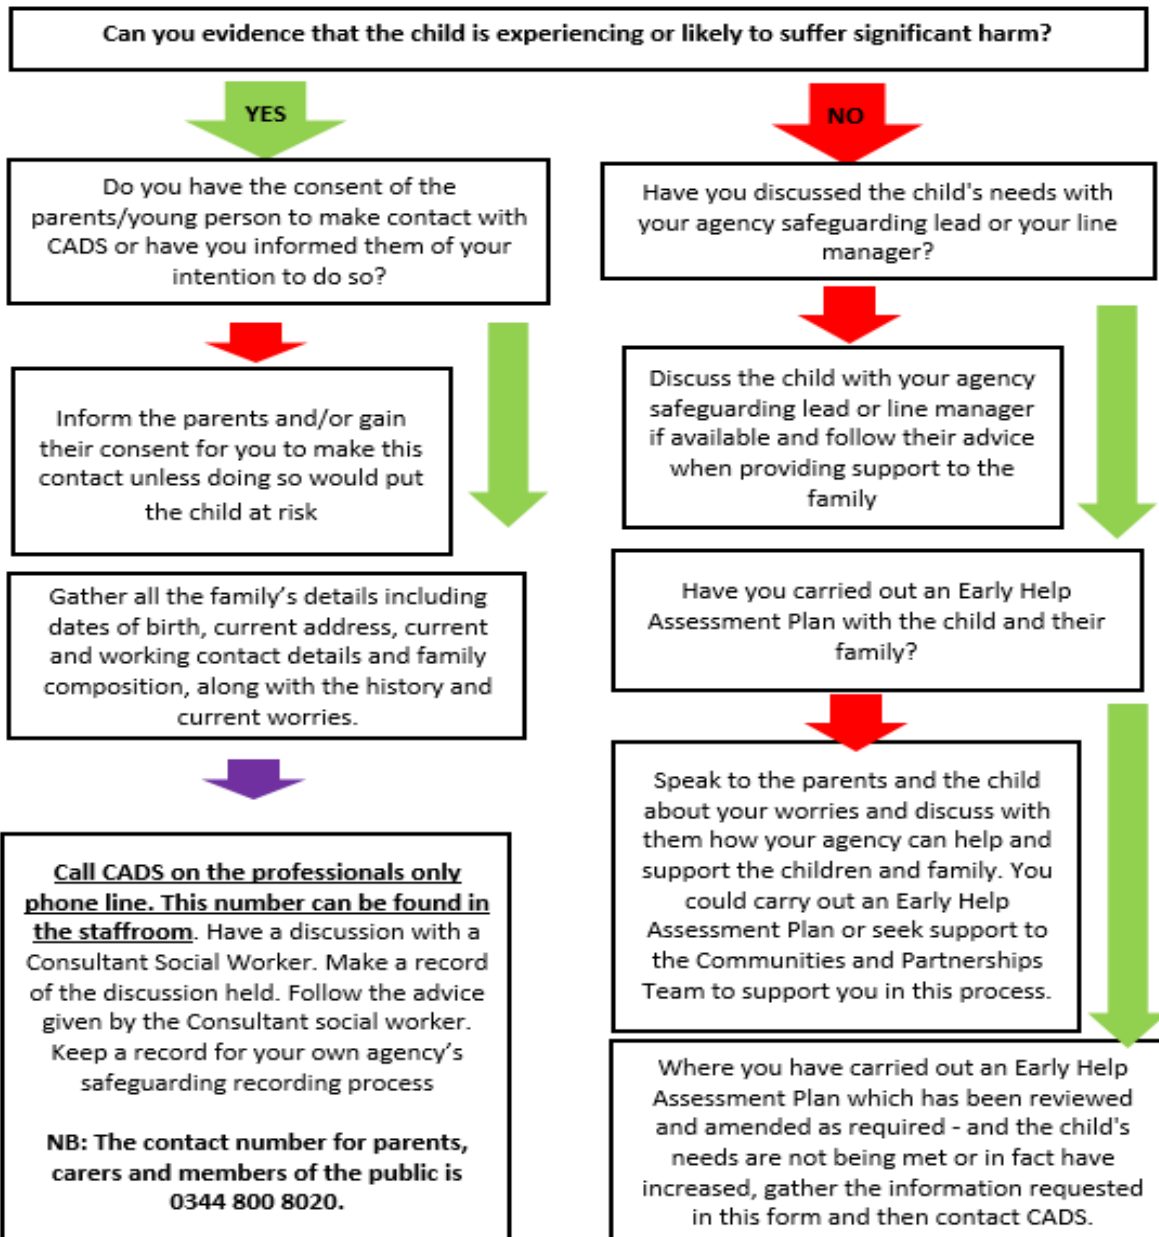 Can you evidence that the child is experiencing or likely to suffer significant harm?
YES
Do you have the consent of the
parents/young person to make contact with
CADS or have you informed them of your
intention to do so?
Inform the parents and/or gain
their consent for you to make this
contact unless doing so would put
the child at risk
Gather all the family’s details including
dates of birth, current address, current
and working contact details and family
composition, along with the history and
current worries.
Call CADS on the professionals only
phone line. This number can be found in
the staffroom. Have a discussion with a
Consultant Social Worker. Make a record
of the discussion held. Follow the advice
given by the Consultant social worker.
Keep a record for your own agency’s
safeguarding recording process
NB: The contact number for parents,
carers and members of the public is
0344 800 8020.
NO
Have you discussed the child's needs with
your agency safeguarding lead or your line
manager?
Discuss the child with your agency
safeguarding lead or line manager
if available and follow their advice
when providing support to the
family
Have you carried out an Early Help
Assessment Plan with the child and their
family?
Speak to the parents and the child
about your worries and discuss with
them how your agency can help and
support the children and family. You
could carry out an Early Help
Assessment Plan or seek support to
the Communities and Partnerships
Team to support you in this process.
Where you have carried out an Early Help
Assessment Plan which has been reviewed
and amended as required - and the child's
needs are not being met or in fact have
increased, gather the information requested
in this form and then contact CADS.